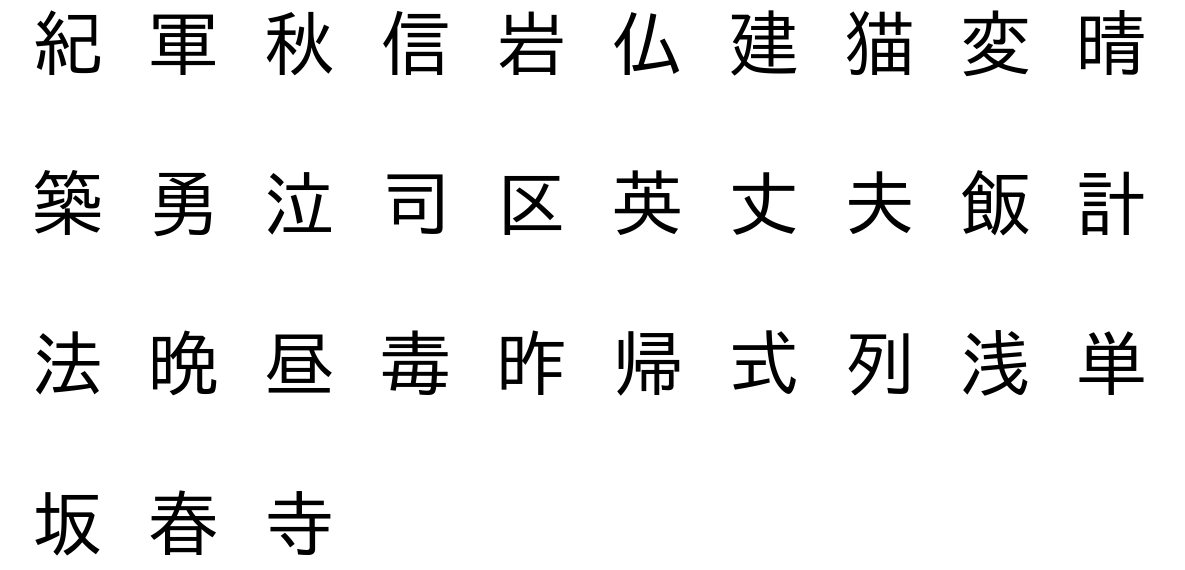 紀 軍 秋 信 岩 仏 建 猫 変 晴
築 勇 泣 司 区 英 丈 夫 飯 計
法 晩 昼 毒 昨 帰 式 列 浅 単
坂 春 寺